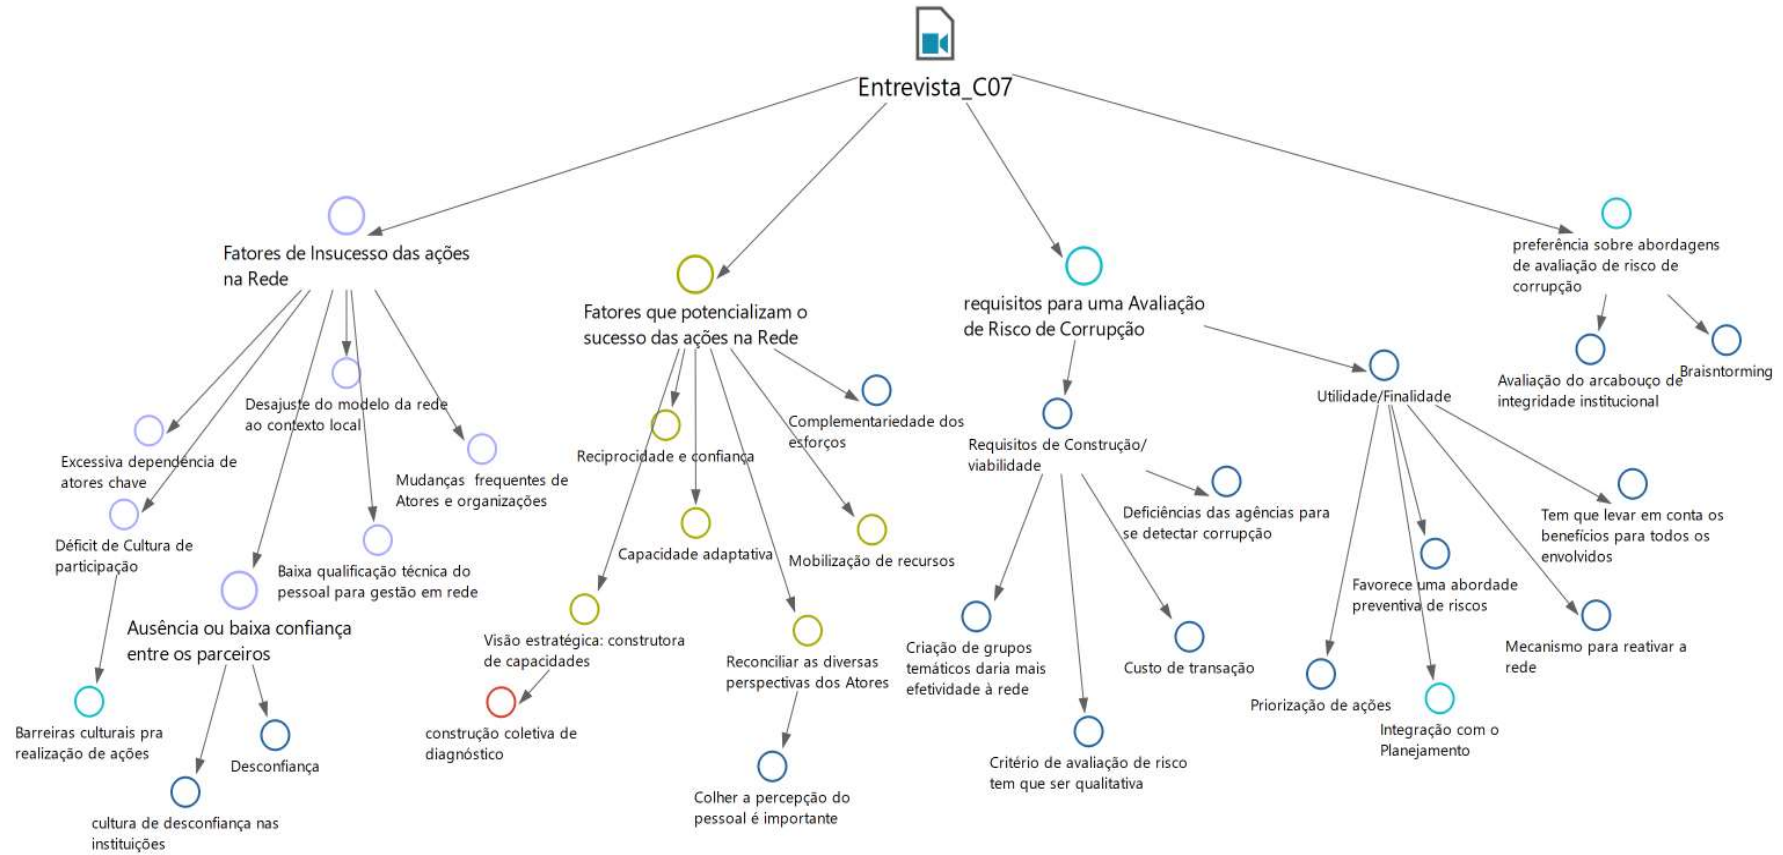 Entrevista_C07
Fatores de Insucesso das ações
na Rede
Excessiva dependência de
atores chave
Déficit de Cultura de
participação
Barreiras culturais pra
realização de ações
Ausência ou baixa confiança
entre os parceiros
cultura de desconfiança nas
instituições
Desconfiança
Desajuste do modelo da rede
ao contexto local
Baixa qualificação técnica do
pessoal para gestão em rede
Mudanças  frequentes de
Atores e organizações
Fatores que potencializam o
sucesso das ações na Rede
Visão estratégica: construtora
de capacidades
construção coletiva de
diagnóstico
Reciprocidade e confiança
Capacidade adaptativa
Reconciliar as diversas
perspectivas dos Atores
Colher a percepção do
pessoal é importante
Mobilização de recursos
Complementariedade dos
esforços
requisitos para uma Avaliação
de Risco de Corrupção
Requisitos de Construção/
viabilidade
Criação de grupos
temáticos daria mais
efetividade à rede
Critério de avaliação de risco
tem que ser qualitativa
Custo de transação
Deficiências das agências para
se detectar corrupção
Utilidade/Finalidade
Priorização de ações
Integração com o
Planejamento
Favorece uma abordade
preventiva de riscos
Mecanismo para reativar a
rede
Tem que levar em conta os
benefícios para todos os
envolvidos
preferência sobre abordagens
de avaliação de risco de
corrupção
Avaliação do arcabouço de
integridade institucional
Braisntorming